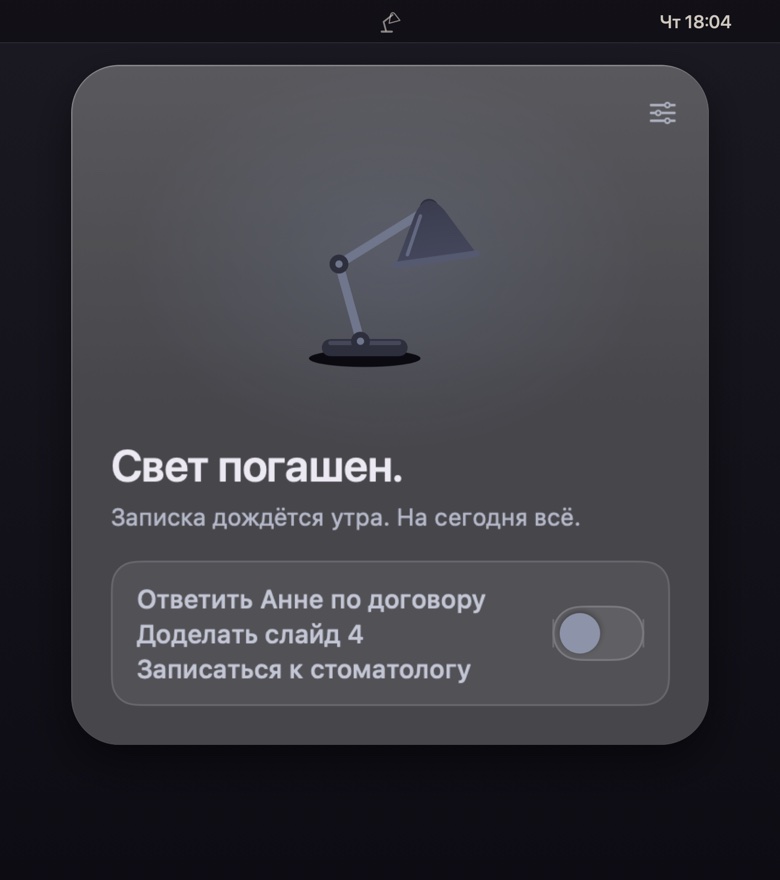 Чт 18:04
Свет погашен.
Записка дождётся утра. На сегодня всё.
Ответить Анне по договору
Доделать слайд 4
Записаться к стоматологу